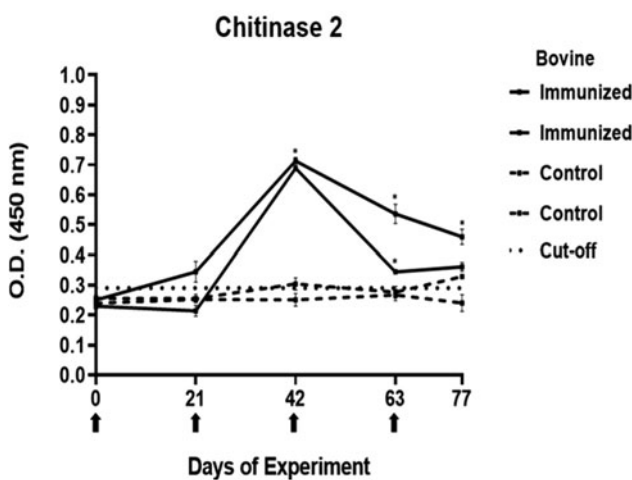 Chitinase 2
Bovine
Immunized
Immunized
Control
Control
Cut-off
O.D. (450 nm)
1.0
0.9
0.8
0.7
0.6
0.5
0.4
0.3
0.2
0.1
0.0
0 21 42 63 77
Days of Experiment